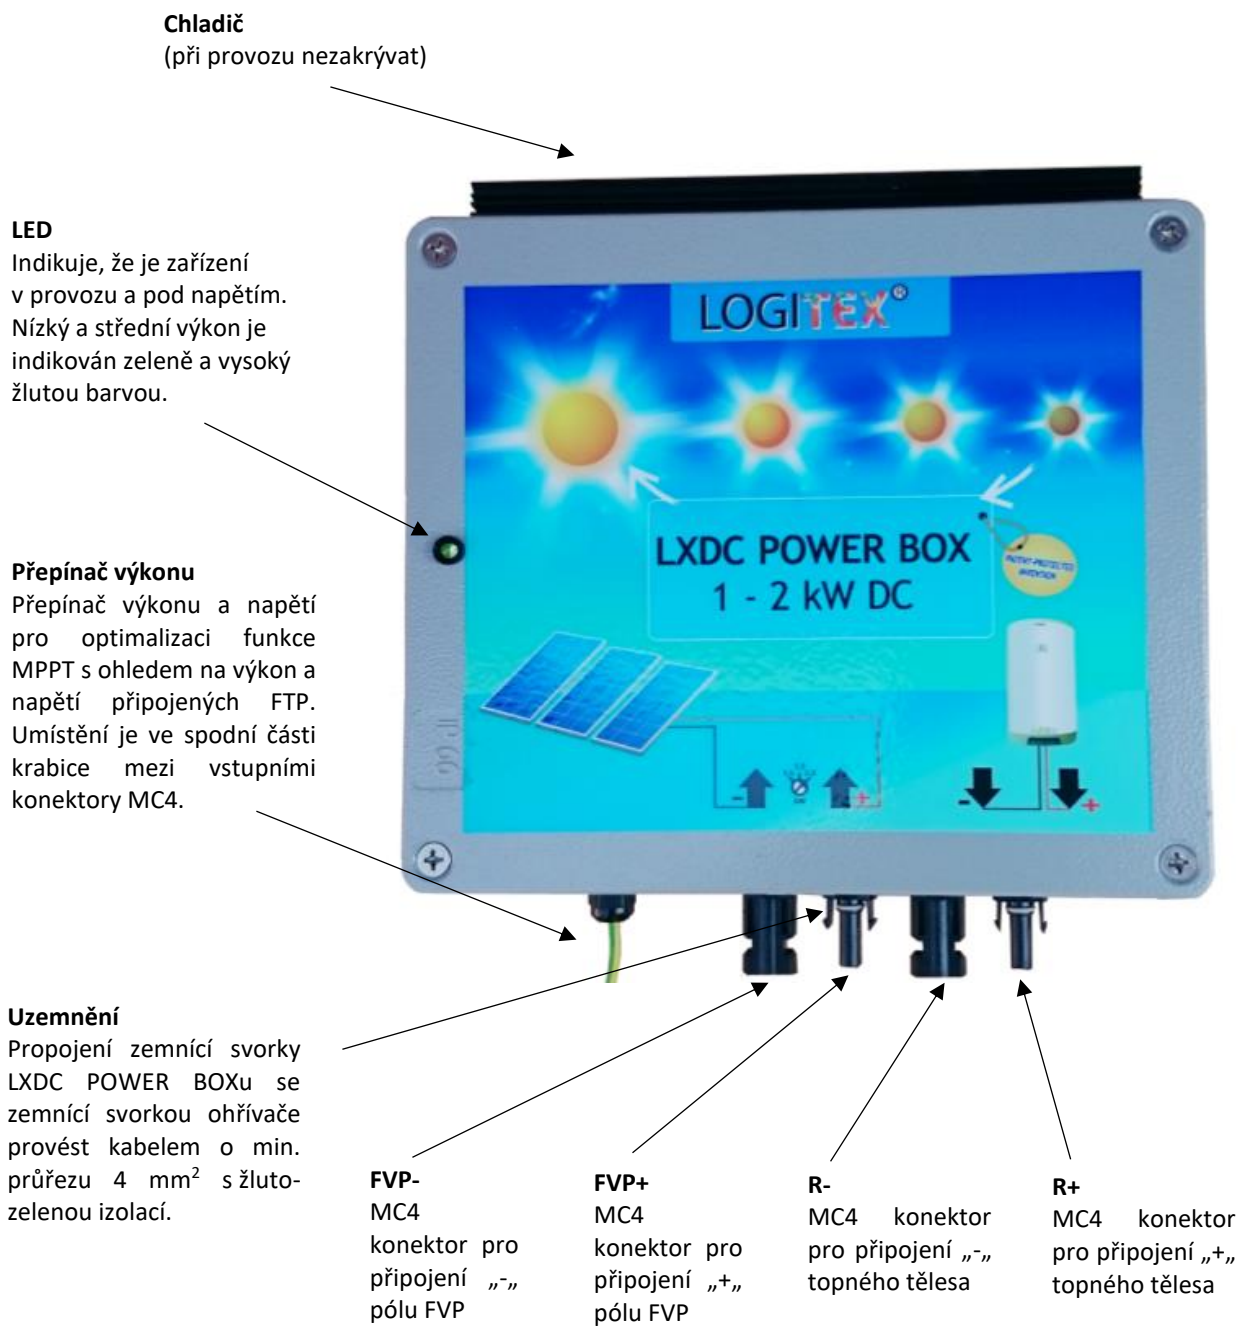 Chladič
(při provozu nezakrývat)
LED
Indikuje, že je zařízení
v provozu a pod napětím.
Nízký a střední výkon je
indikován zeleně a vysoký
žlutou barvou.
LOGITEX®
LXDC POWER BOX
1 - 2 kW DC
PATENT-PROTECTED
INVENTION
Přepínač výkonu
Přepínač výkonu a napětí
pro optimalizaci funkce
MPPT s ohledem na výkon a
napětí připojených FTP.
Umístění je ve spodní části
krabice mezi vstupními
konektory MC4.
IP 66
- +
- +
Uzemnění
Propojení zemnící svorky
LXDC POWER BOXu se
zemnící svorkou ohřívače
provést kabelem o min.
průřezu 4 mm² s žluto-
zelenou izolací.
FVP-
MC4
konektor pro
připojení „-„
pólu FVP
FVP+
MC4
konektor pro
připojení „+„
pólu FVP
R-
MC4 konektor
pro připojení „-„
topného tělesa
R+
MC4 konektor
pro připojení „+„
topného tělesa